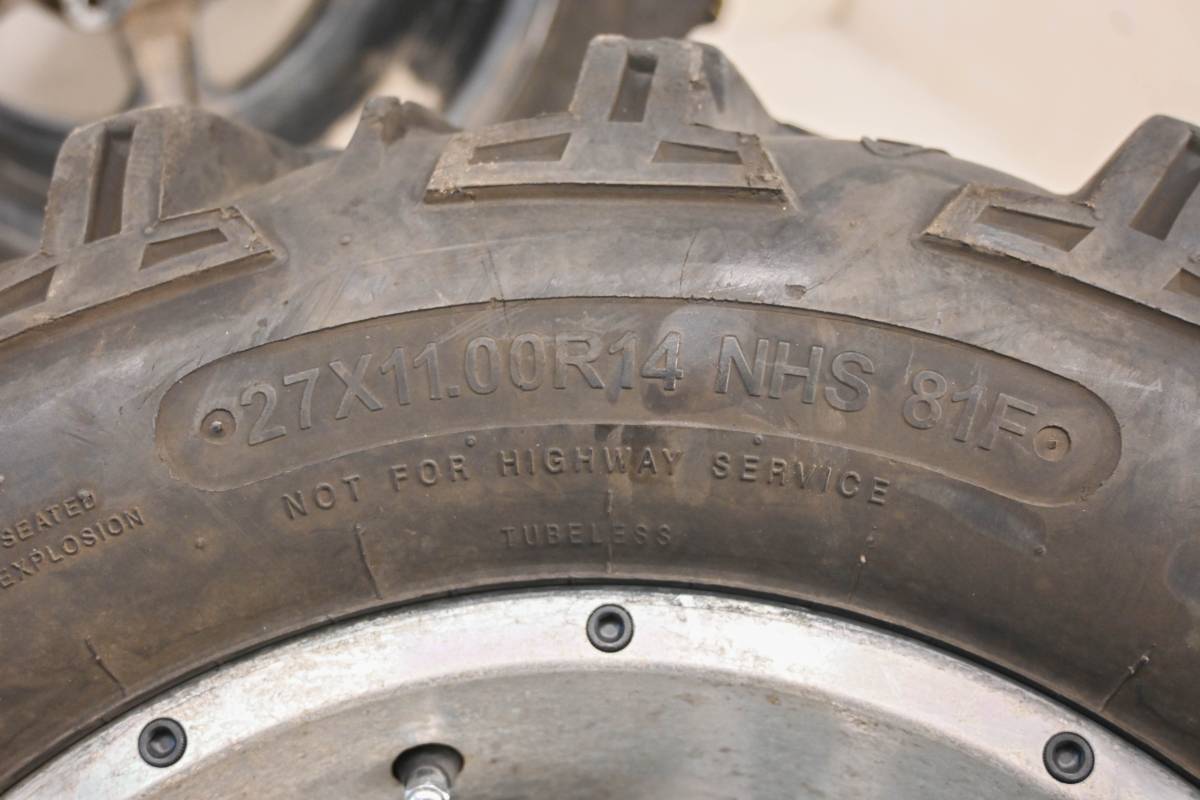 27X11.00R14 NHS 81F
NOT FOR HIGHWAY SERVICE
TUBELESS
SEATED
EXPLOSION